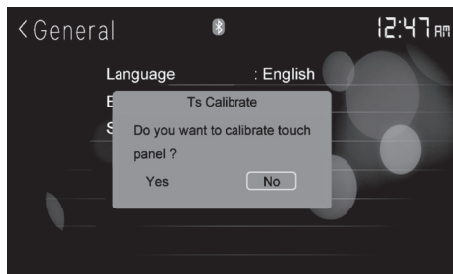 <General
12:47 AM
Language : English
E
Ts Calibrate
S
Do you want to calibrate touch
panel ?
Yes No